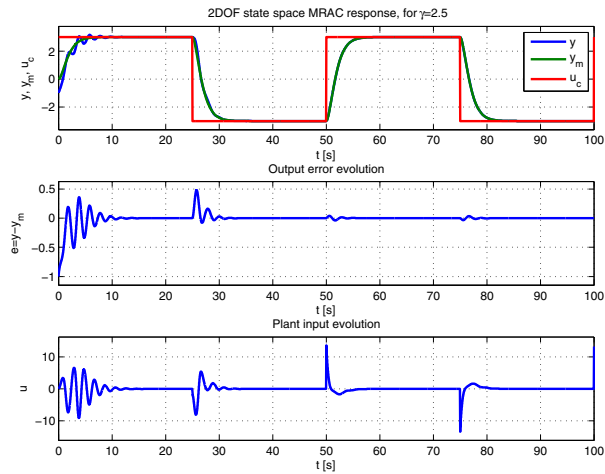 2DOF state space MRAC response, for γ=2.5
y, y_m, u_c
2
0
−2
y
y_m
u_c
0 10 20 30 40 50 60 70 80 90 100
t [s]
Output error evolution
e=y−y_m
0.5
0
−0.5
−1
0 10 20 30 40 50 60 70 80 90 100
t [s]
Plant input evolution
u
10
0
−10
0 10 20 30 40 50 60 70 80 90 100
t [s]